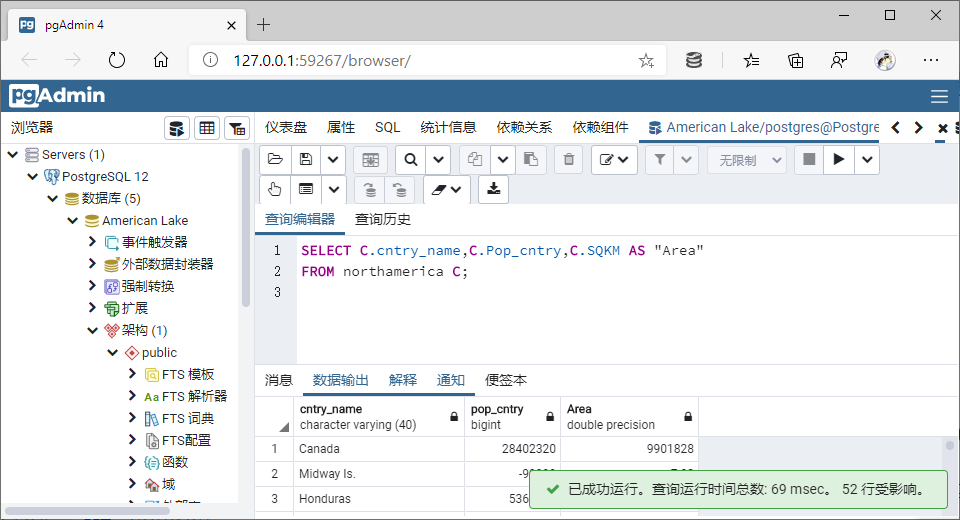 pgAdmin 4
127.0.0.1:59267/browser/
pgAdmin
浏览器
仪表盘 属性 SQL 统计信息 依赖关系 依赖组件 American Lake/postgres@Postgre
Servers (1)
PostgreSQL 12
数据库 (5)
American Lake
事件触发器
外部数据封装器
强制转换
扩展
架构 (1)
public
FTS 模板
FTS 解析器
FTS 词典
FTS配置
函数
域
无限制
查询编辑器 查询历史
1 SELECT C.cntry_name,C.Pop_cntry,C.SQKM AS "Area"
2 FROM northamerica C;
3
消息 数据输出 解释 通知 便签本
cntry_name pop_cntry Area
character varying (40) bigint double precision
1 Canada 28402320 9901828
2 Midway Is.
3 Honduras 536
已成功运行。查询运行时间总数: 69 msec。 52 行受影响。